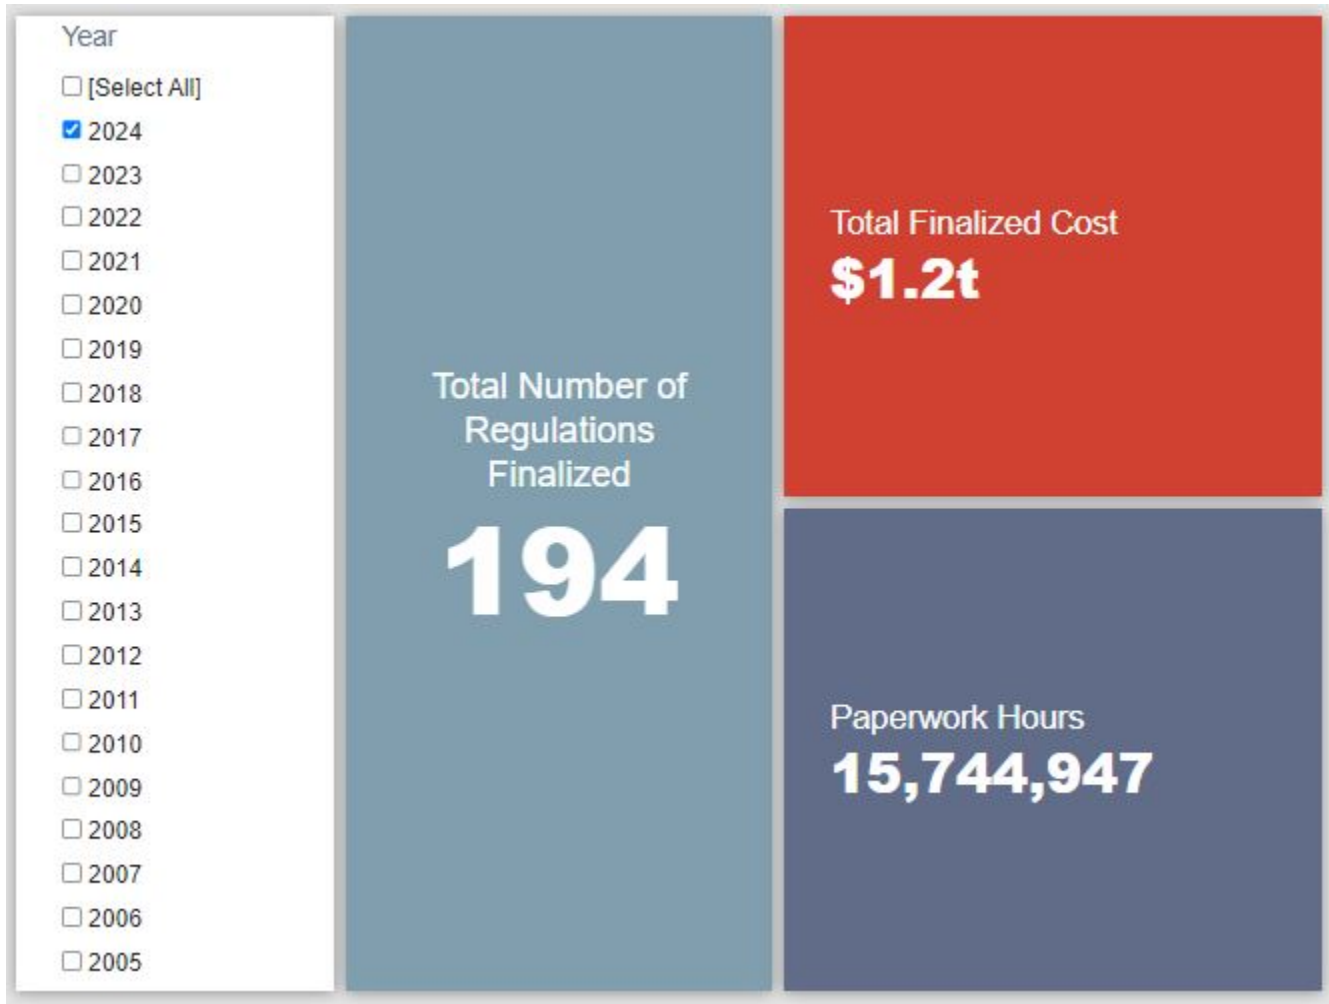 Year
[Select All]
2024
2023
2022
2021
2020
2019
2018
2017
2016
2015
2014
2013
2012
2011
2010
2009
2008
2007
2006
2005
Total Number of
Regulations
Finalized
194
Total Finalized Cost
$1.2t
Paperwork Hours
15,744,947